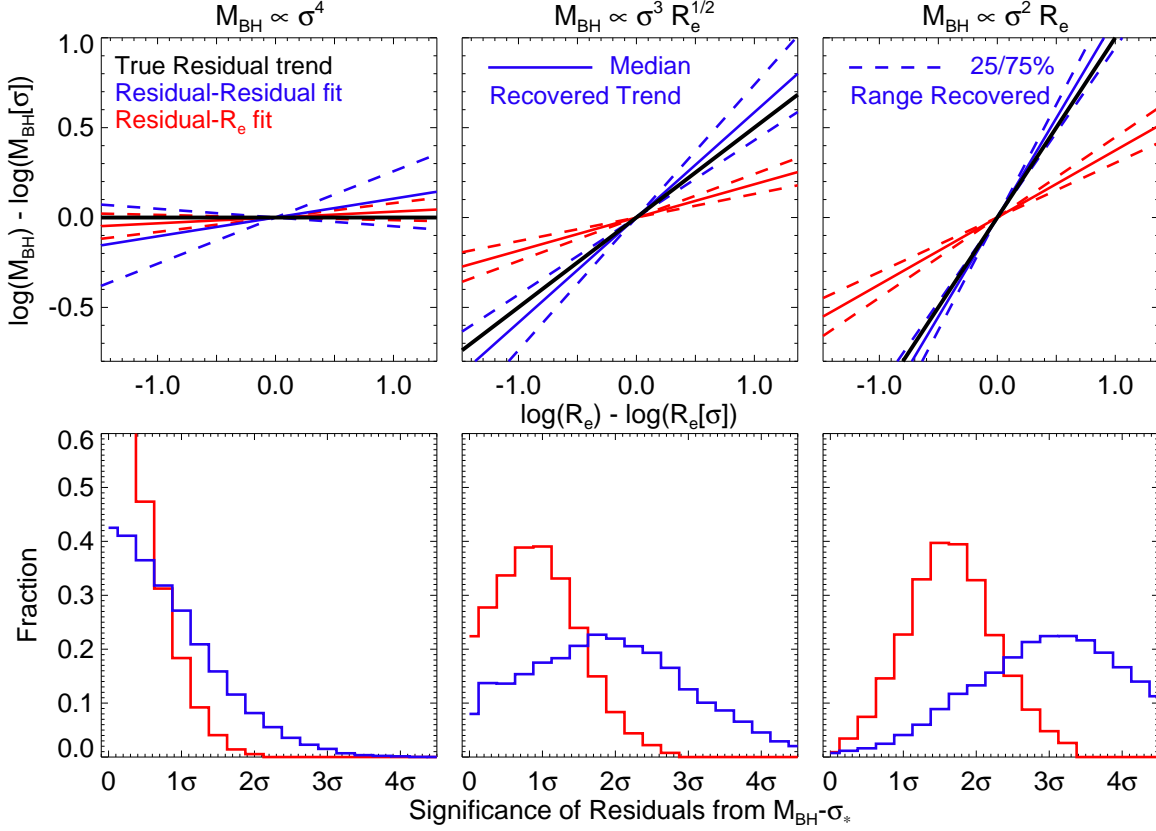 M_BH ∝ σ^4
M_BH ∝ σ^3 R_e^1/2
M_BH ∝ σ^2 R_e
log(M_BH) - log(M_BH[σ])
1.0
0.5
0.0
-0.5
True Residual trend
Residual-Residual fit
Residual-R_e fit
Median
Recovered Trend
25/75%
Range Recovered
-1.0 0.0 1.0
-1.0 0.0 1.0
-1.0 0.0 1.0
log(R_e) - log(R_e[σ])
Fraction
0.6
0.5
0.4
0.3
0.2
0.1
0.0
0 1σ 2σ 3σ 4σ
0 1σ 2σ 3σ 4σ
0 1σ 2σ 3σ 4σ
Significance of Residuals from M_BH-σ_*